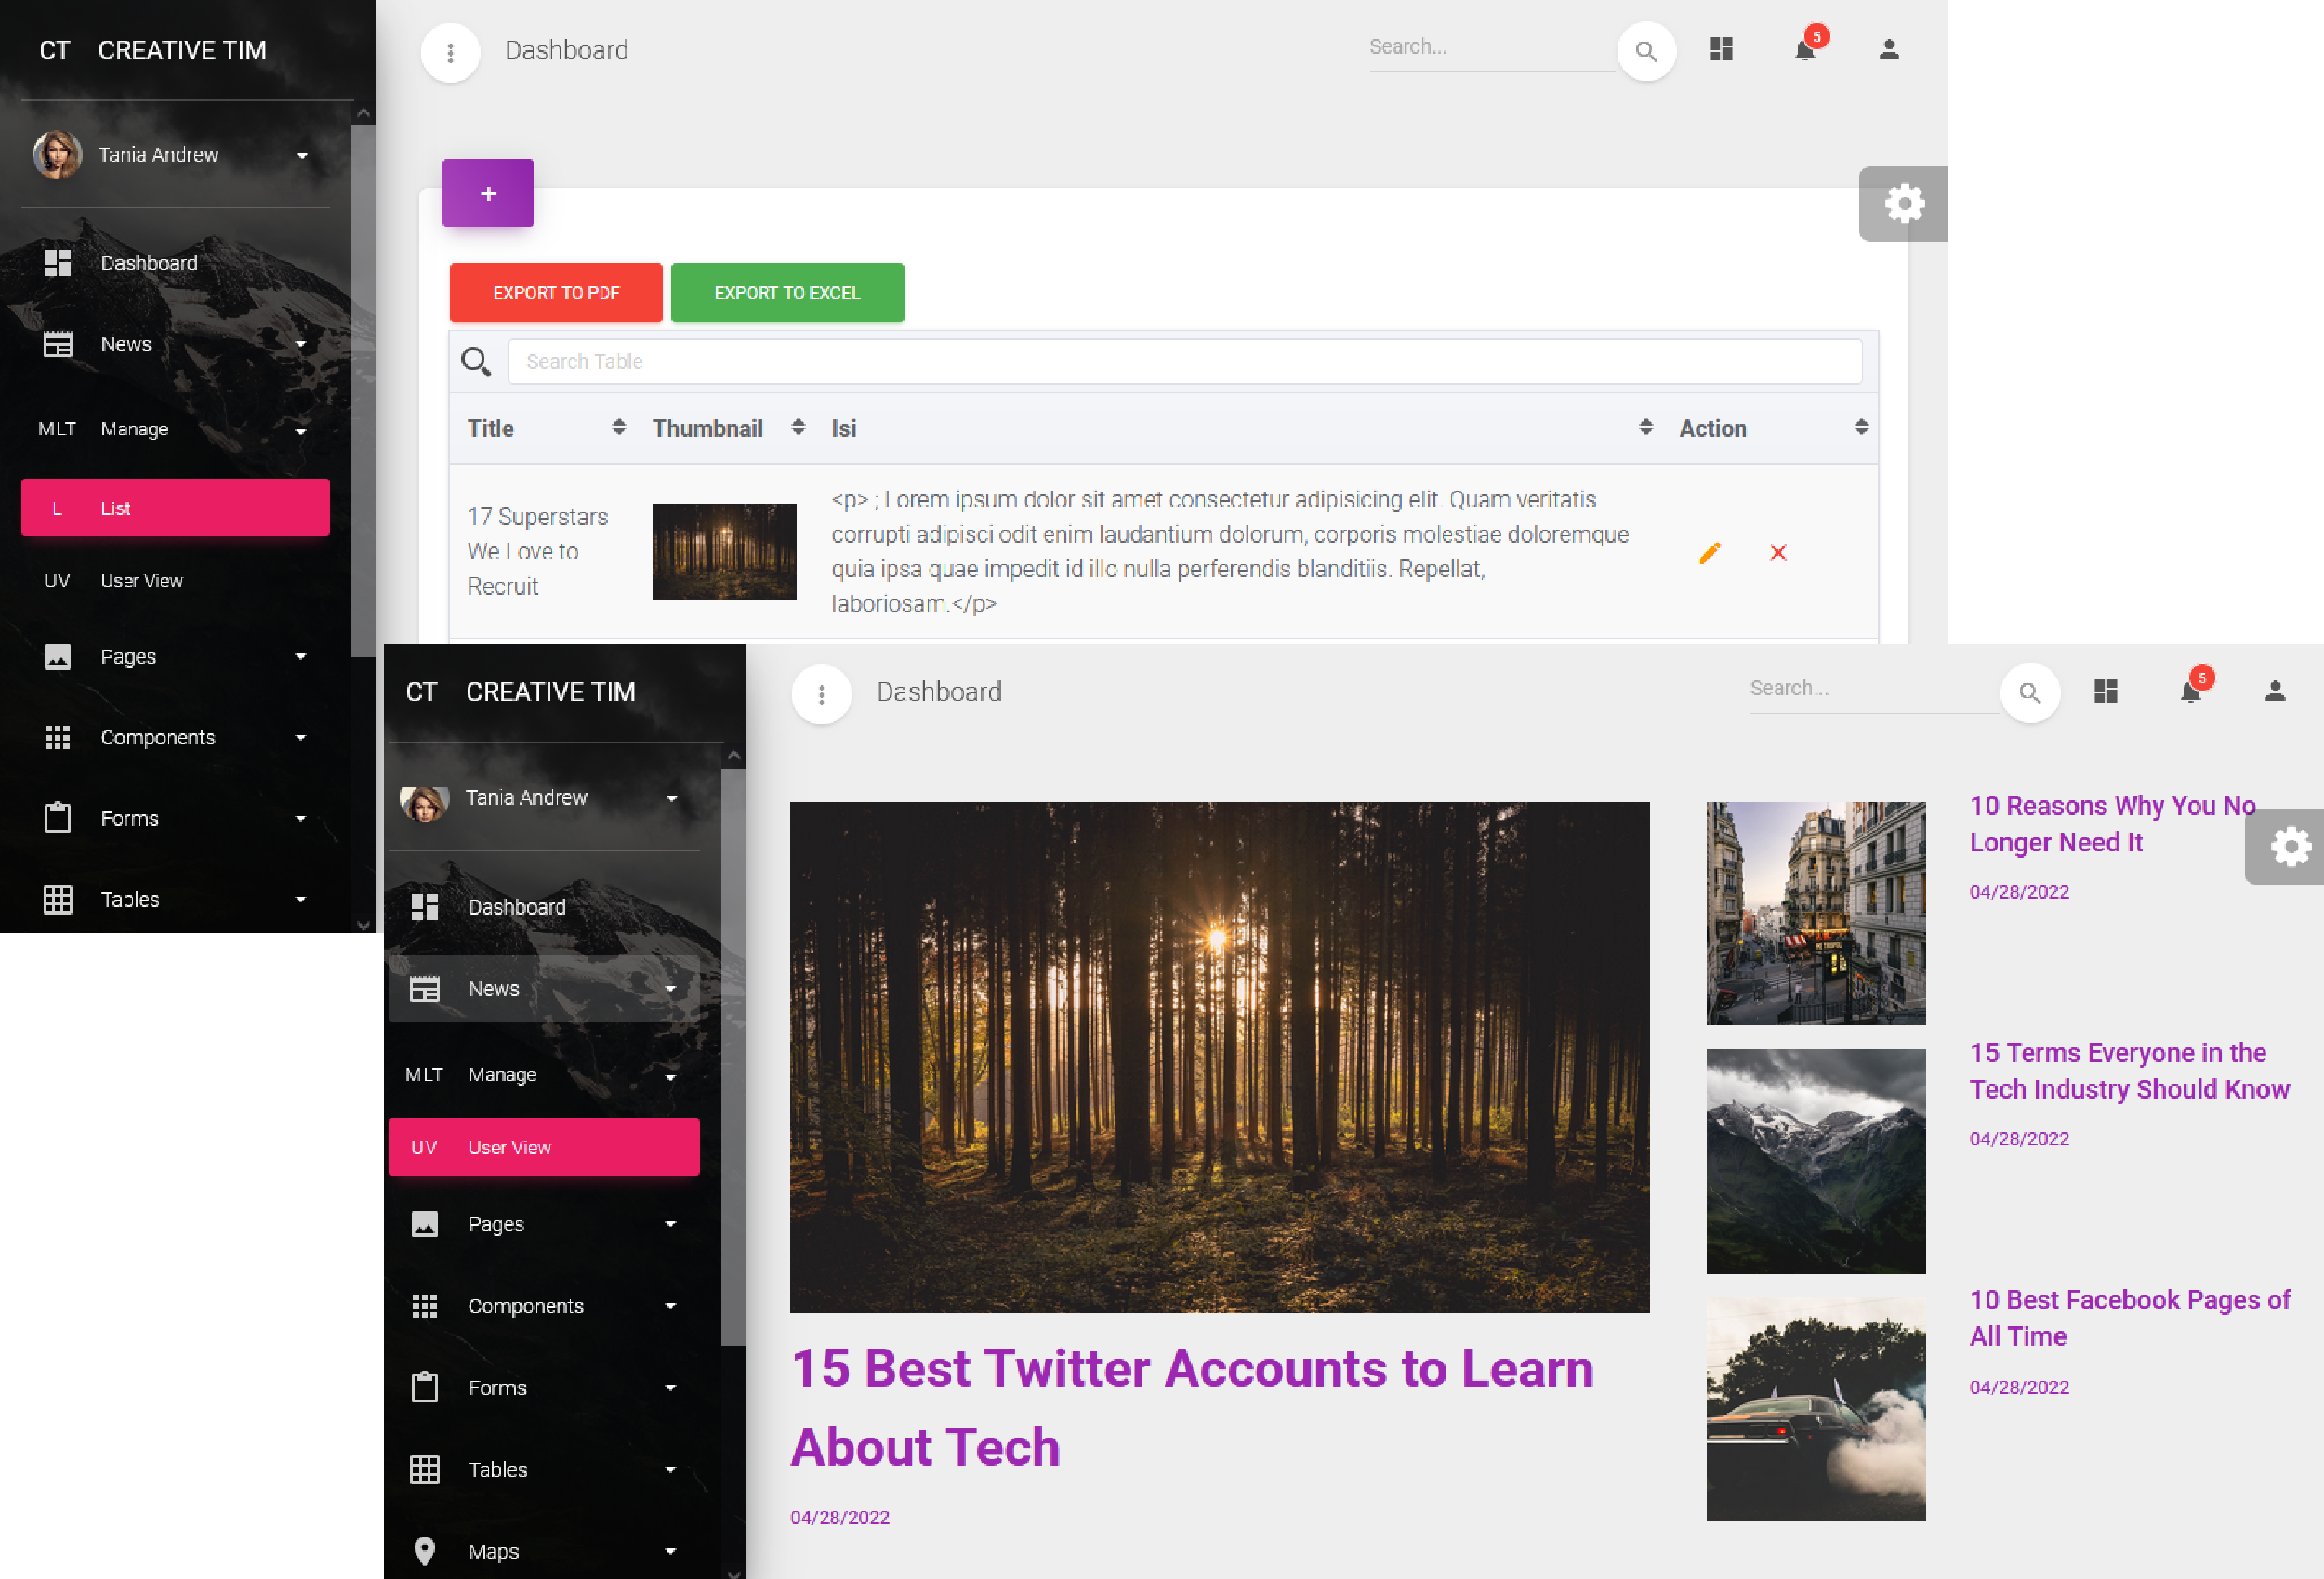 CT CREATIVE TIM
Tania Andrew
Dashboard
News
MLT Manage
L List
UV User View
Pages
Components
Forms
Tables
Dashboard
Search...
5
+
EXPORT TO PDF
EXPORT TO EXCEL
Search Table
Title Thumbnail Isi Action
17 Superstars
We Love to
Recruit
<p> ; Lorem ipsum dolor sit amet consectetur adipisicing elit. Quam veritatis
corrupti adipisci odit enim laudantium dolorum, corporis molestiae doloremque
quia ipsa quae impedit id illo nulla perferendis blanditiis. Repellat,
laboriosam.</p>
CT CREATIVE TIM
Tania Andrew
Dashboard
News
MLT Manage
UV User View
Pages
Components
Forms
Tables
Maps
Dashboard
Search...
5
15 Best Twitter Accounts to Learn
About Tech
04/28/2022
10 Reasons Why You No
Longer Need It
04/28/2022
15 Terms Everyone in the
Tech Industry Should Know
04/28/2022
10 Best Facebook Pages of
All Time
04/28/2022